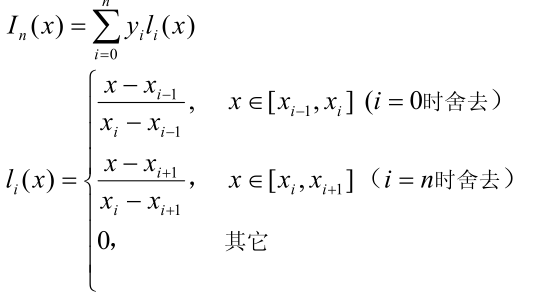 I_n(x) = \sum_{i=0}^{n} y_i l_i(x)
l_i(x) = \begin{cases} \dfrac{x - x_{i-1}}{x_i - x_{i-1}}, & x \in [x_{i-1}, x_i] \ (i = 0时舍去) \\
\dfrac{x - x_{i+1}}{x_i - x_{i+1}}, & x \in [x_i, x_{i+1}] (i = n时舍去) \\
0, & 其它 \end{cases}